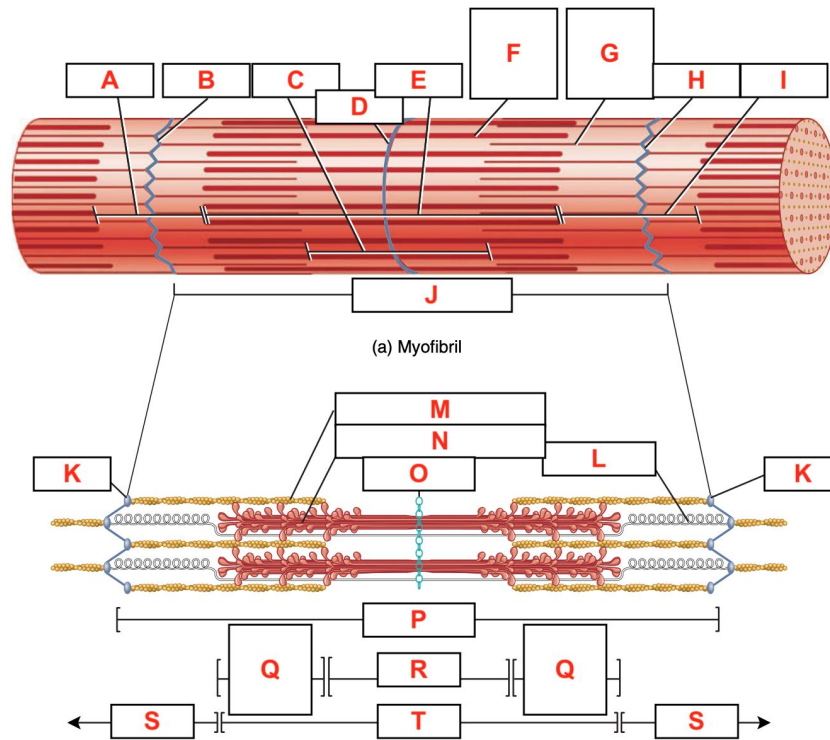 F G
A B C E H I
D
J
(a) Myofibril
M
N
K O L K
P
Q R Q
S T S